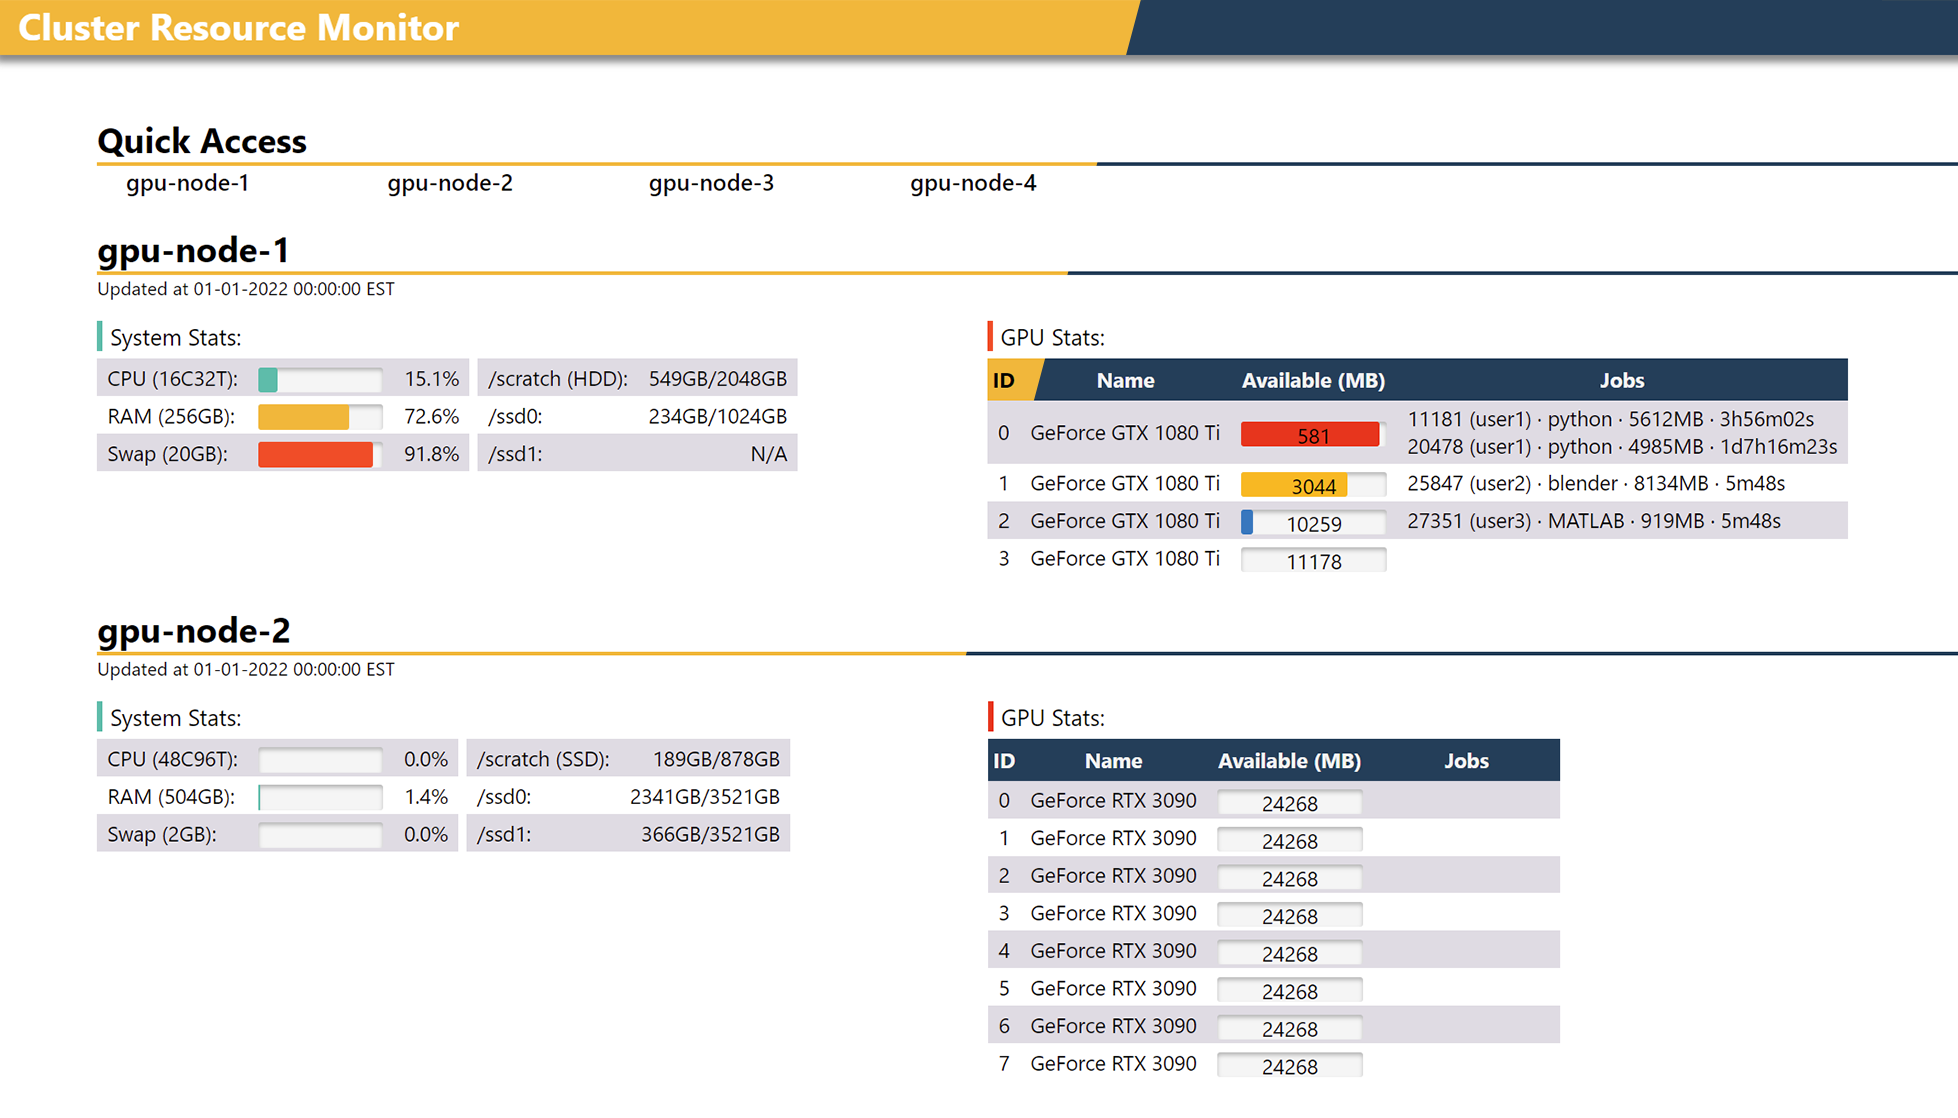 Cluster Resource Monitor
Quick Access
gpu-node-1 gpu-node-2 gpu-node-3 gpu-node-4
gpu-node-1
Updated at 01-01-2022 00:00:00 EST
System Stats:
CPU (16C32T): 15.1% /scratch (HDD): 549GB/2048GB
RAM (256GB): 72.6% /ssd0: 234GB/1024GB
Swap (20GB): 91.8% /ssd1: N/A
GPU Stats:
ID Name Available (MB) Jobs
0 GeForce GTX 1080 Ti 581 11181 (user1) · python · 5612MB · 3h56m02s
20478 (user1) · python · 4985MB · 1d7h16m23s
1 GeForce GTX 1080 Ti 3044 25847 (user2) · blender · 8134MB · 5m48s
2 GeForce GTX 1080 Ti 10259 27351 (user3) · MATLAB · 919MB · 5m48s
3 GeForce GTX 1080 Ti 11178
gpu-node-2
Updated at 01-01-2022 00:00:00 EST
System Stats:
CPU (48C96T): 0.0% /scratch (SSD): 189GB/878GB
RAM (504GB): 1.4% /ssd0: 2341GB/3521GB
Swap (2GB): 0.0% /ssd1: 366GB/3521GB
GPU Stats:
ID Name Available (MB) Jobs
0 GeForce RTX 3090 24268
1 GeForce RTX 3090 24268
2 GeForce RTX 3090 24268
3 GeForce RTX 3090 24268
4 GeForce RTX 3090 24268
5 GeForce RTX 3090 24268
6 GeForce RTX 3090 24268
7 GeForce RTX 3090 24268